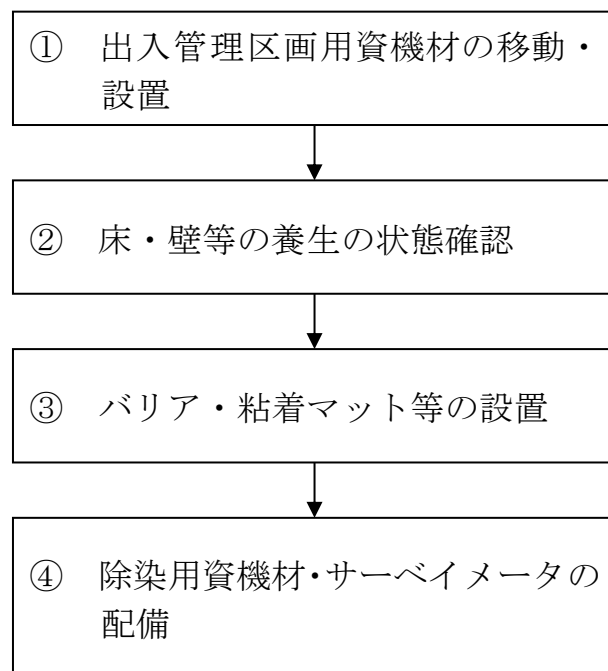 ① 出入管理区画用資機材の移動・
設置
② 床・壁等の養生の状態確認
③ バリア・粘着マット等の設置
④ 除染用資機材・サーベイメータの
配備